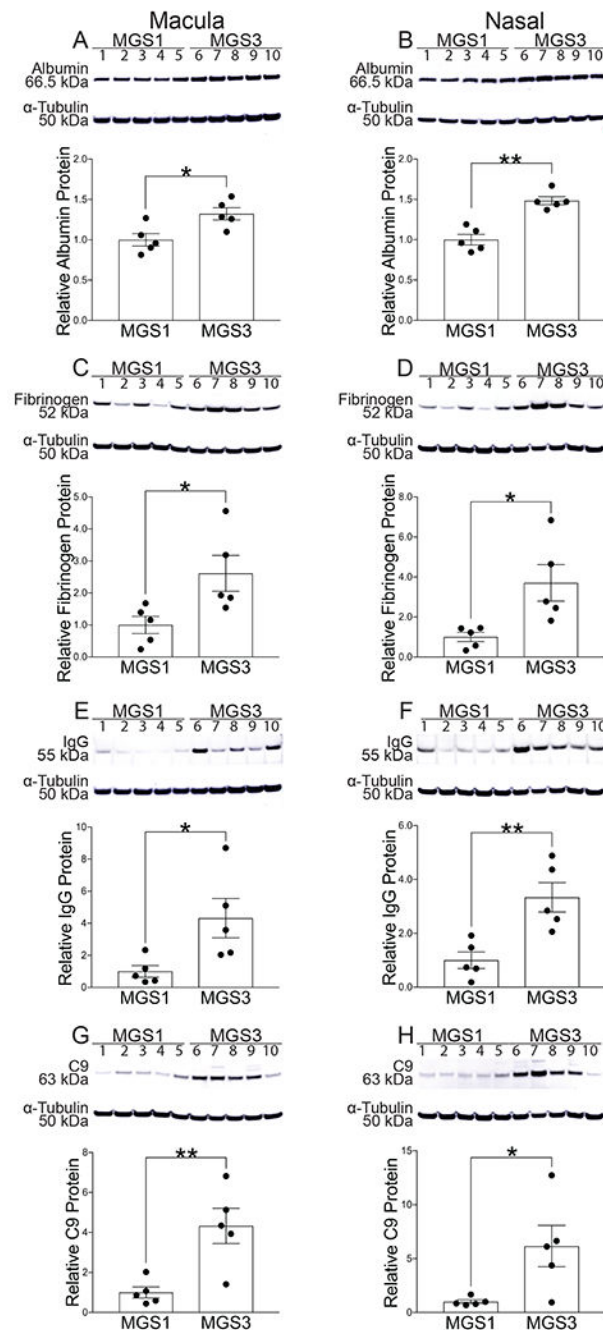 Macula
Nasal
A
MGS1 MGS3
1 2 3 4 5 6 7 8 9 10
Albumin
66.5 kDa
α-Tubulin
50 kDa
Relative Albumin Protein
2.0
1.5
1.0
0.5
0.0
*
MGS1 MGS3
B
MGS1 MGS3
1 2 3 4 5 6 7 8 9 10
Albumin
66.5 kDa
α-Tubulin
50 kDa
Relative Albumin Protein
2.0
1.5
1.0
0.5
0.0
**
MGS1 MGS3
C
MGS1 MGS3
1 2 3 4 5 6 7 8 9 10
Fibrinogen
52 kDa
α-Tubulin
50 kDa
Relative Fibrinogen Protein
5.0
4.0
3.0
2.0
1.0
0.0
*
MGS1 MGS3
D
MGS1 MGS3
1 2 3 4 5 6 7 8 9 10
Fibrinogen
52 kDa
α-Tubulin
50 kDa
Relative Fibrinogen Protein
8.0
6.0
4.0
2.0
0.0
*
MGS1 MGS3
E
MGS1 MGS3
1 2 3 4 5 6 7 8 9 10
IgG
55 kDa
α-Tubulin
50 kDa
Relative IgG Protein
10
8
6
4
2
0
*
MGS1 MGS3
F
MGS1 MGS3
1 2 3 4 5 6 7 8 9 10
IgG
55 kDa
α-Tubulin
50 kDa
Relative IgG Protein
6.0
4.0
2.0
0.0
**
MGS1 MGS3
G
MGS1 MGS3
1 2 3 4 5 6 7 8 9 10
C9
63 kDa
α-Tubulin
50 kDa
Relative C9 Protein
8
6
4
2
0
**
MGS1 MGS3
H
MGS1 MGS3
1 2 3 4 5 6 7 8 9 10
C9
63 kDa
α-Tubulin
50 kDa
Relative C9 Protein
15
10
5
0
*
MGS1 MGS3